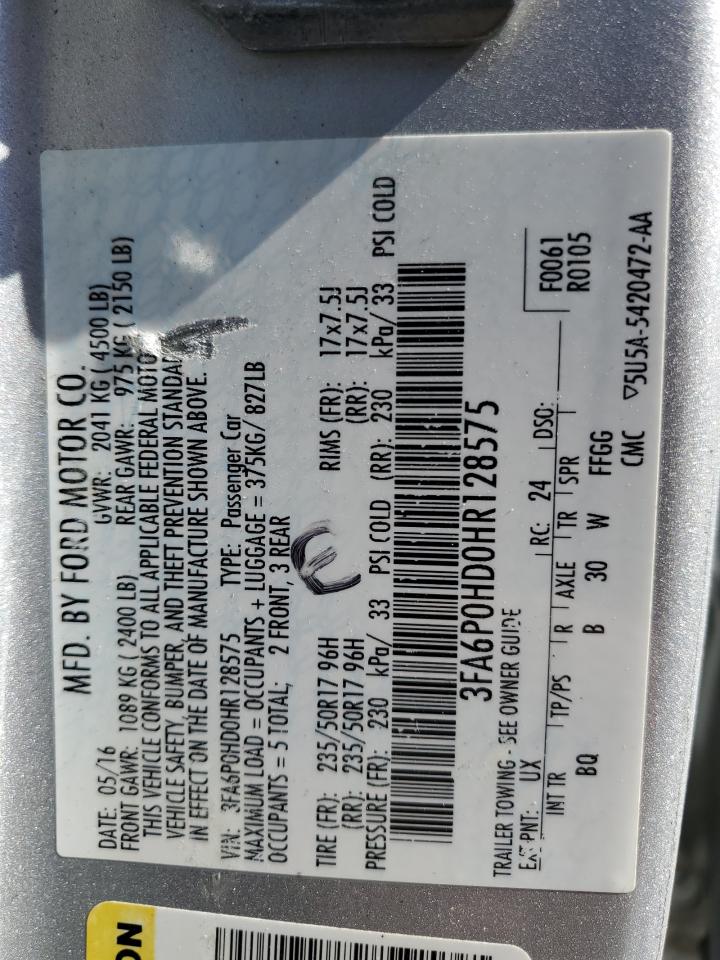 MFD. BY FORD MOTOR CO.
DATE: 05/16 GVWR: 2041 KG ( 4500 LB)
FRONT GAWR: 1089 KG ( 2400 LB) REAR GAWR: 975 KG ( 2150 LB)
THIS VEHICLE CONFORMS TO ALL APPLICABLE FEDERAL MOTOR
VEHICLE SAFETY, BUMPER, AND THEFT PREVENTION STANDAR
IN EFFECT ON THE DATE OF MANUFACTURE SHOWN ABOVE.
VIN: 3FA6P0HD0HR128575 TYPE: Passenger Car
MAXIMUM LOAD = OCCUPANTS + LUGGAGE = 375KG/ 827LB
OCCUPANTS = 5 TOTAL; 2 FRONT, 3 REAR
TIRE (FR): 235/50R17 96H RIMS (FR): 17x7.5J
(RR): 235/50R17 96H (RR): 17x7.5J
PRESSURE (FR): 230 kPa/ 33 PSI COLD (RR): 230 kPa/ 33 PSI COLD
3FA6P0HD0HR128575
TRAILER TOWING - SEE OWNER GUIDE
F0061
EXT PNT: UX RC: 24 DSO: R0105
INT TR TP/PS R AXLE TR SPR
BQ B 30 W FFGG
CMC ▽5U5A-5420472-AA
ON